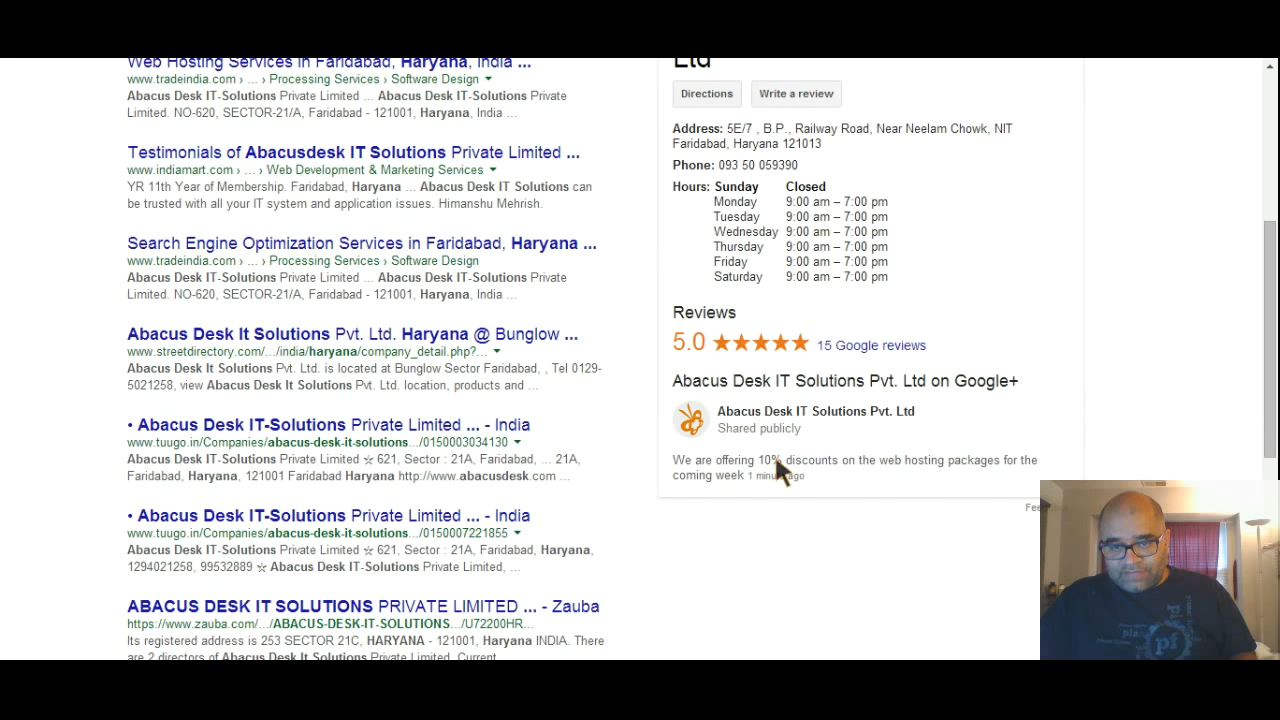 Web Hosting Services in Faridabad, Haryana, India ...
www.tradeindia.com › ... › Processing Services › Software Design
Abacus Desk IT-Solutions Private Limited ... Abacus Desk IT-Solutions Private
Limited. NO-620, SECTOR-21/A, Faridabad - 121001, Haryana, India ...
Testimonials of Abacusdesk IT Solutions Private Limited ...
www.indiamart.com › ... › Web Development & Marketing Services
YR 11th Year of Membership. Faridabad, Haryana ... Abacus Desk IT Solutions can
be trusted with all your IT system and application issues. Himanshu Mehrish.
Search Engine Optimization Services in Faridabad, Haryana ...
www.tradeindia.com › ... › Processing Services › Software Design
Abacus Desk IT-Solutions Private Limited ... Abacus Desk IT-Solutions Private
Limited. NO-620, SECTOR-21/A, Faridabad - 121001, Haryana, India ...
Abacus Desk It Solutions Pvt. Ltd. Haryana @ Bunglow ...
www.streetdirectory.com/.../india/haryana/company_detail.php?...
Abacus Desk It Solutions Pvt. Ltd. is located at Bunglow Sector Faridabad, , Tel 0129-
5021258, view Abacus Desk It Solutions Pvt. Ltd. location, products and ...
• Abacus Desk IT-Solutions Private Limited ... - India
www.tuugo.in/Companies/abacus-desk-it-solutions.../0150003034130
Abacus Desk IT-Solutions Private Limited ☆ 621, Sector : 21A, Faridabad, ... 21A,
Faridabad, Haryana, 121001 Faridabad Haryana http://www.abacusdesk.com ...
• Abacus Desk IT-Solutions Private Limited ... - India
www.tuugo.in/Companies/abacus-desk-it-solutions.../0150007221855
Abacus Desk IT-Solutions Private Limited ☆ 621, Sector : 21A, Faridabad, Haryana,
1294021258, 99532889 ☆ Abacus Desk IT-Solutions Private Limited, ...
ABACUS DESK IT SOLUTIONS PRIVATE LIMITED ... - Zauba
https://www.zauba.com/.../ABACUS-DESK-IT-SOLUTIONS.../U72200HR...
Its registered address is 253 SECTOR 21C, HARYANA - 121001, Haryana INDIA. There
are 2 directors of Abacus Desk It Solutions Private Limited. Current
Ltd
Directions
Write a review
Address: 5E/7 , B.P., Railway Road, Near Neelam Chowk, NIT
Faridabad, Haryana 121013
Phone: 093 50 059390
Hours: Sunday Closed
Monday 9:00 am – 7:00 pm
Tuesday 9:00 am – 7:00 pm
Wednesday 9:00 am – 7:00 pm
Thursday 9:00 am – 7:00 pm
Friday 9:00 am – 7:00 pm
Saturday 9:00 am – 7:00 pm
Reviews
5.0 ★★★★★ 15 Google reviews
Abacus Desk IT Solutions Pvt. Ltd on Google+
Abacus Desk IT Solutions Pvt. Ltd
Shared publicly
We are offering 10% discounts on the web hosting packages for the
coming week 1 minute ago
pf